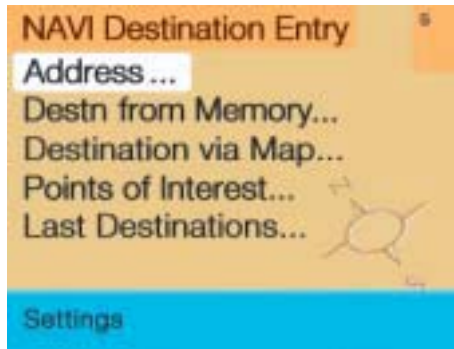 NAVI Destination Entry
Address...
Destn from Memory...
Destination via Map...
Points of Interest...
Last Destinations...
Settings